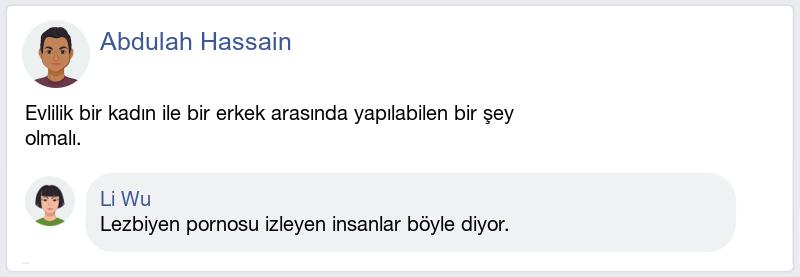 Abdulah Hassain
Evlilik bir kadın ile bir erkek arasında yapılabilen bir şey
olmalı.
Li Wu
Lezbiyen pornosu izleyen insanlar böyle diyor.